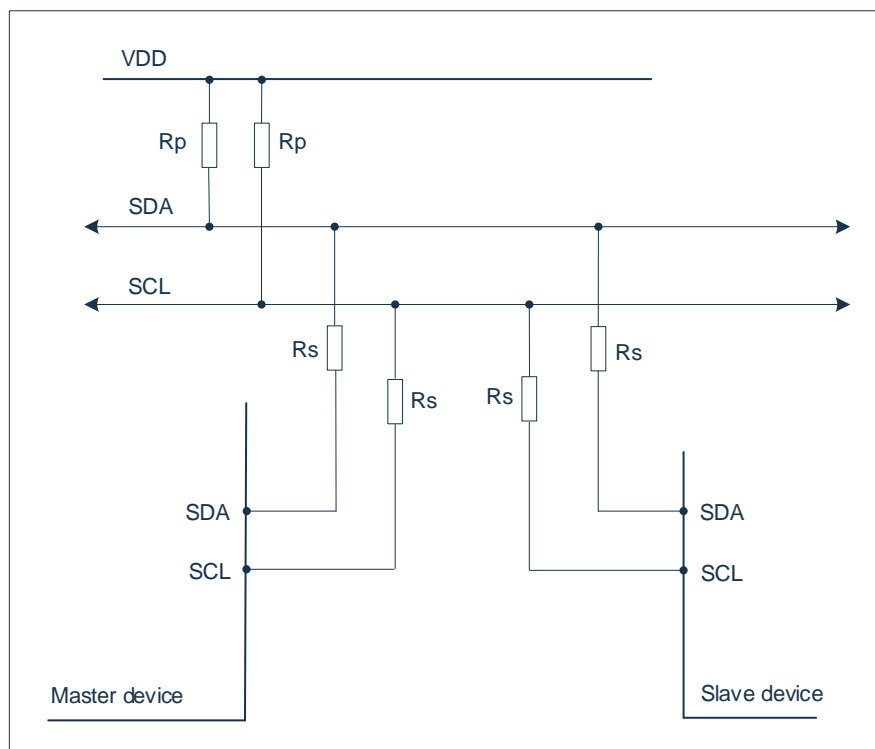 VDD
Rp
Rp
SDA
SCL
Rs
Rs
Rs
Rs
SDA
SDA
SCL
SCL
Master device
Slave device